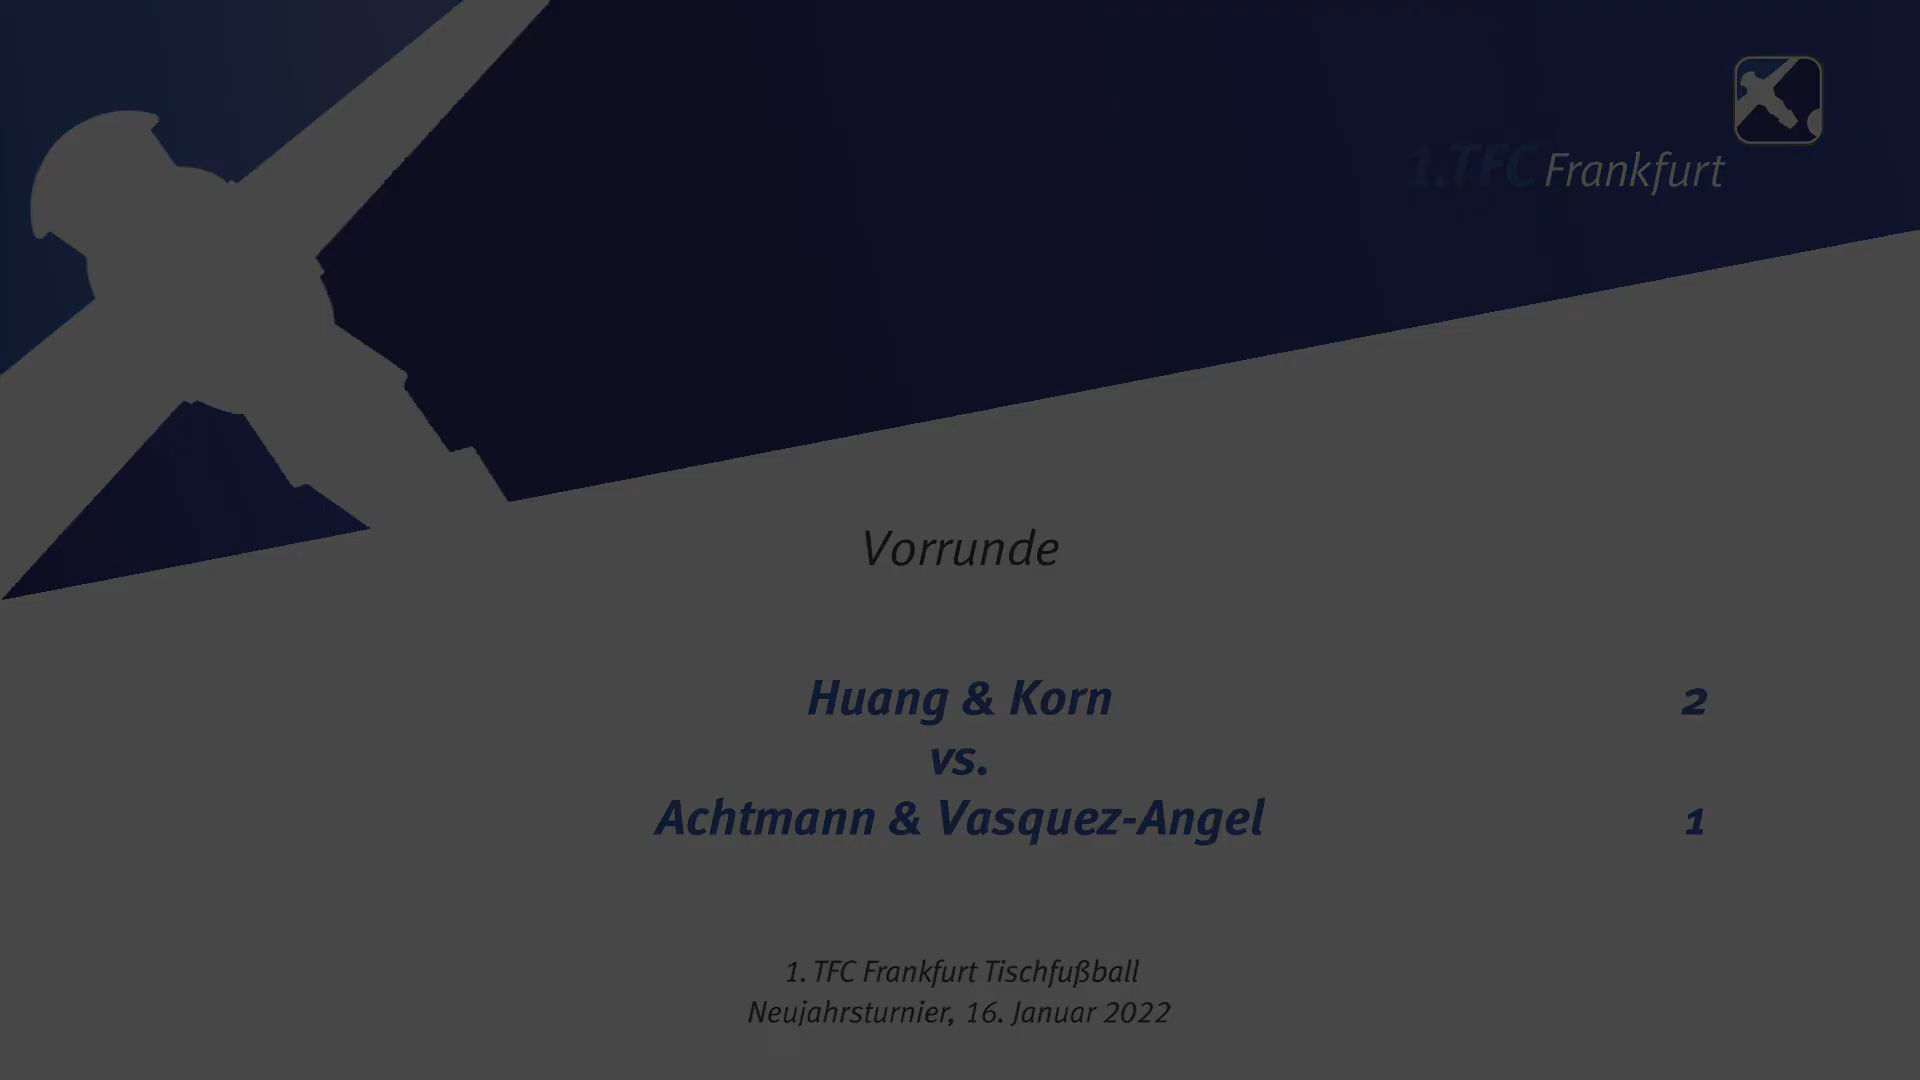 1.TFC Frankfurt
Vorrunde
Huang & Korn 2
vs.
Achtmann & Vasquez-Angel 1
1. TFC Frankfurt Tischfußball
Neujahrsturnier, 16. Januar 2022